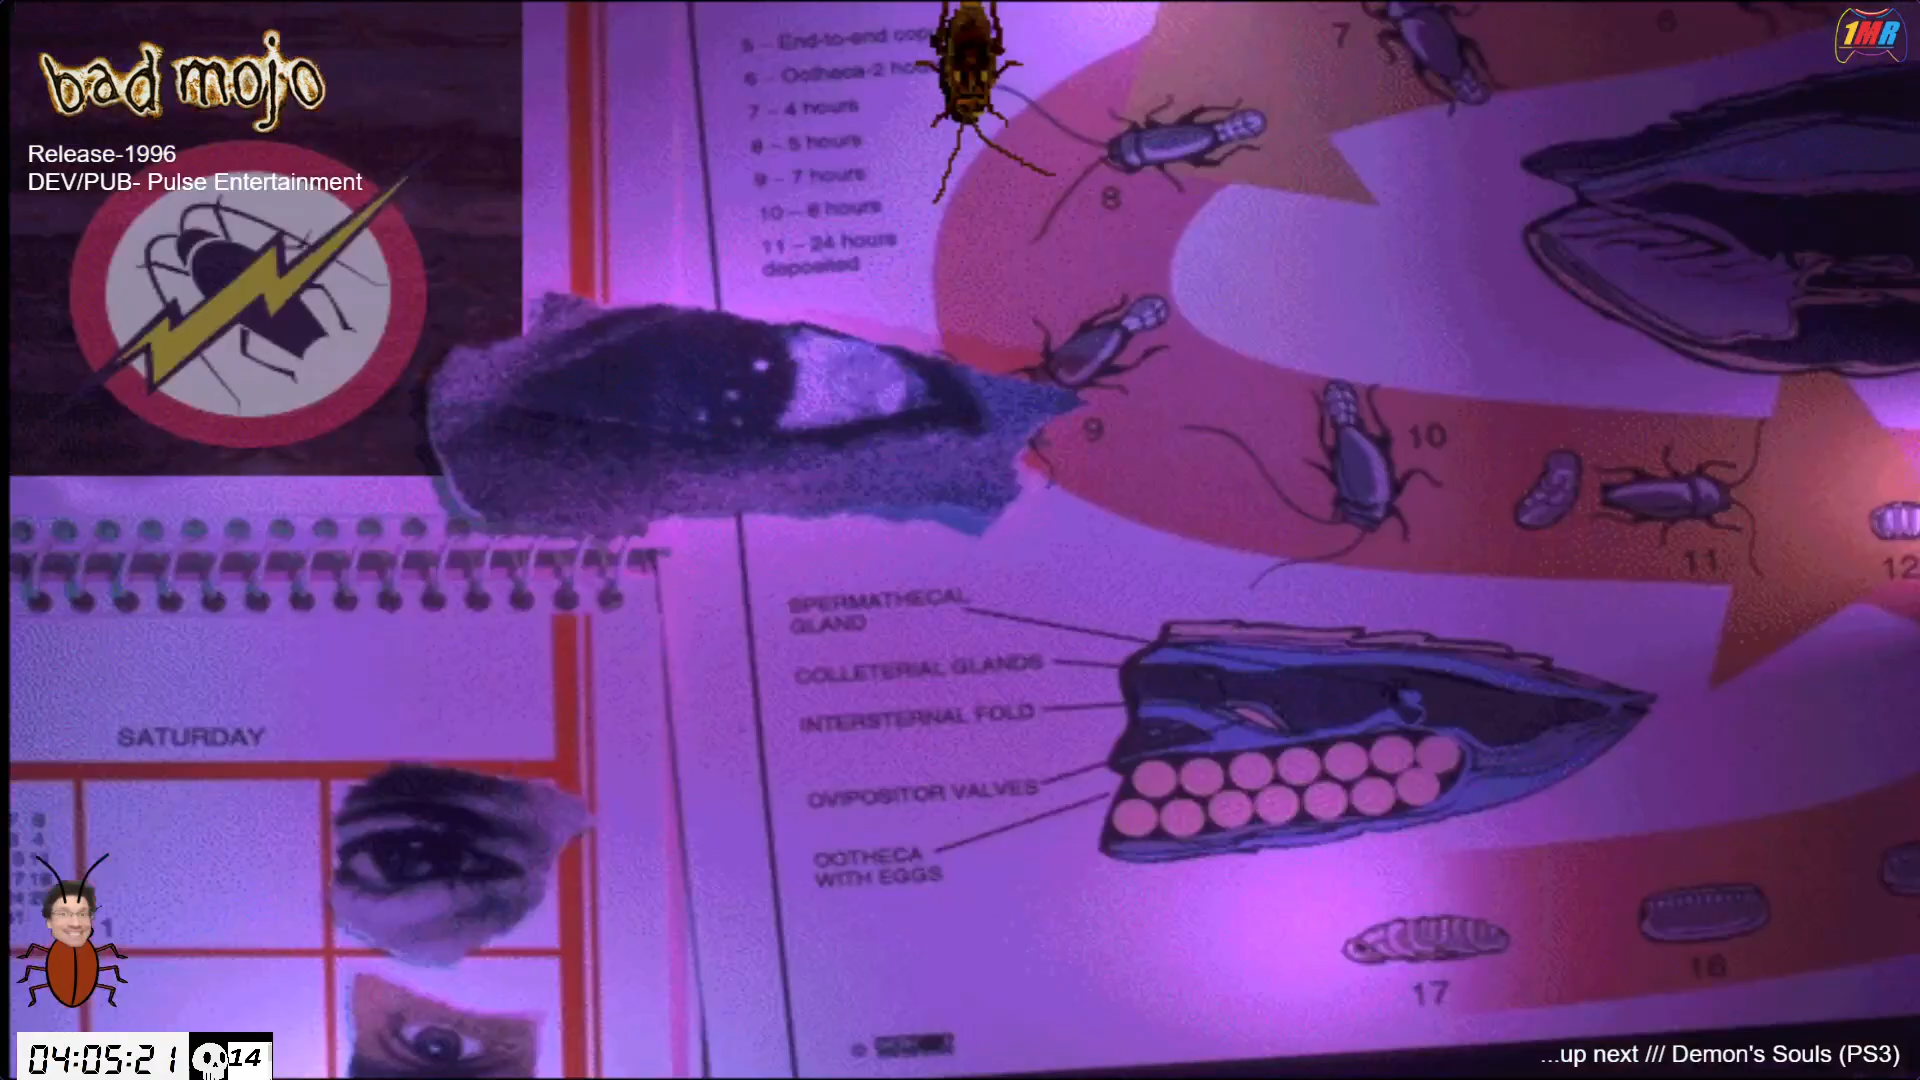 bad mojo
Release-1996
DEV/PUB- Pulse Entertainment
1MR
5 – End-to-end
6 – Ootheca-2
7 – 4 hours
8 – 5 hours
9 – 7 hours
10 – 8 hours
11 – 24 hours
deposited
7
8
9
10
11
12
SPERMATHECAL
GLAND
COLLETERIAL GLANDS
INTERSTERNAL FOLD
OVIPOSITOR VALVES
OOTHECA
WITH EGGS
SATURDAY
1
17
16
04:05:21
14
...up next /// Demon's Souls (PS3)